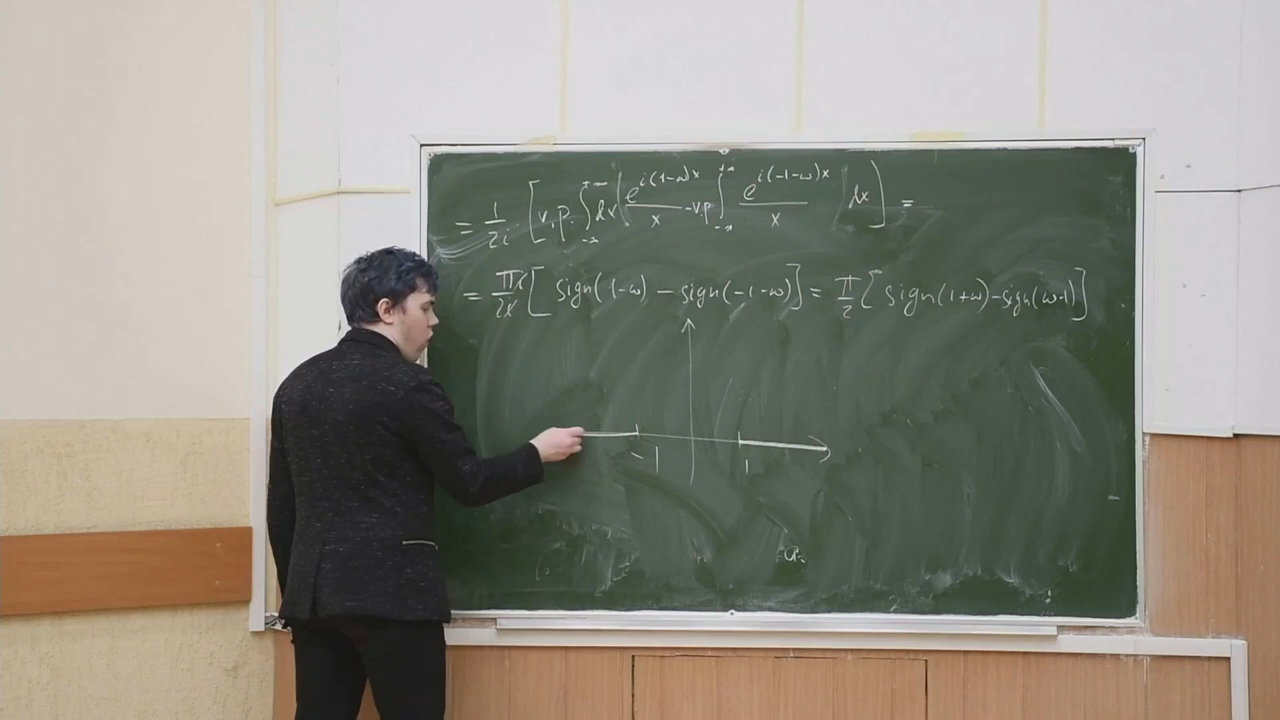 = 1/2i [ v.p. ∫_{-∞}^{+∞} dx ( e^{i(1-ω)x}/x - v.p. ∫_{-∞}^{+∞} e^{i(-1-ω)x}/x dx ] =
= πi/2i [ sign(1-ω) - sign(-1-ω) ] = π/2 [ sign(1+ω) - sign(ω-1) ]
-1 1